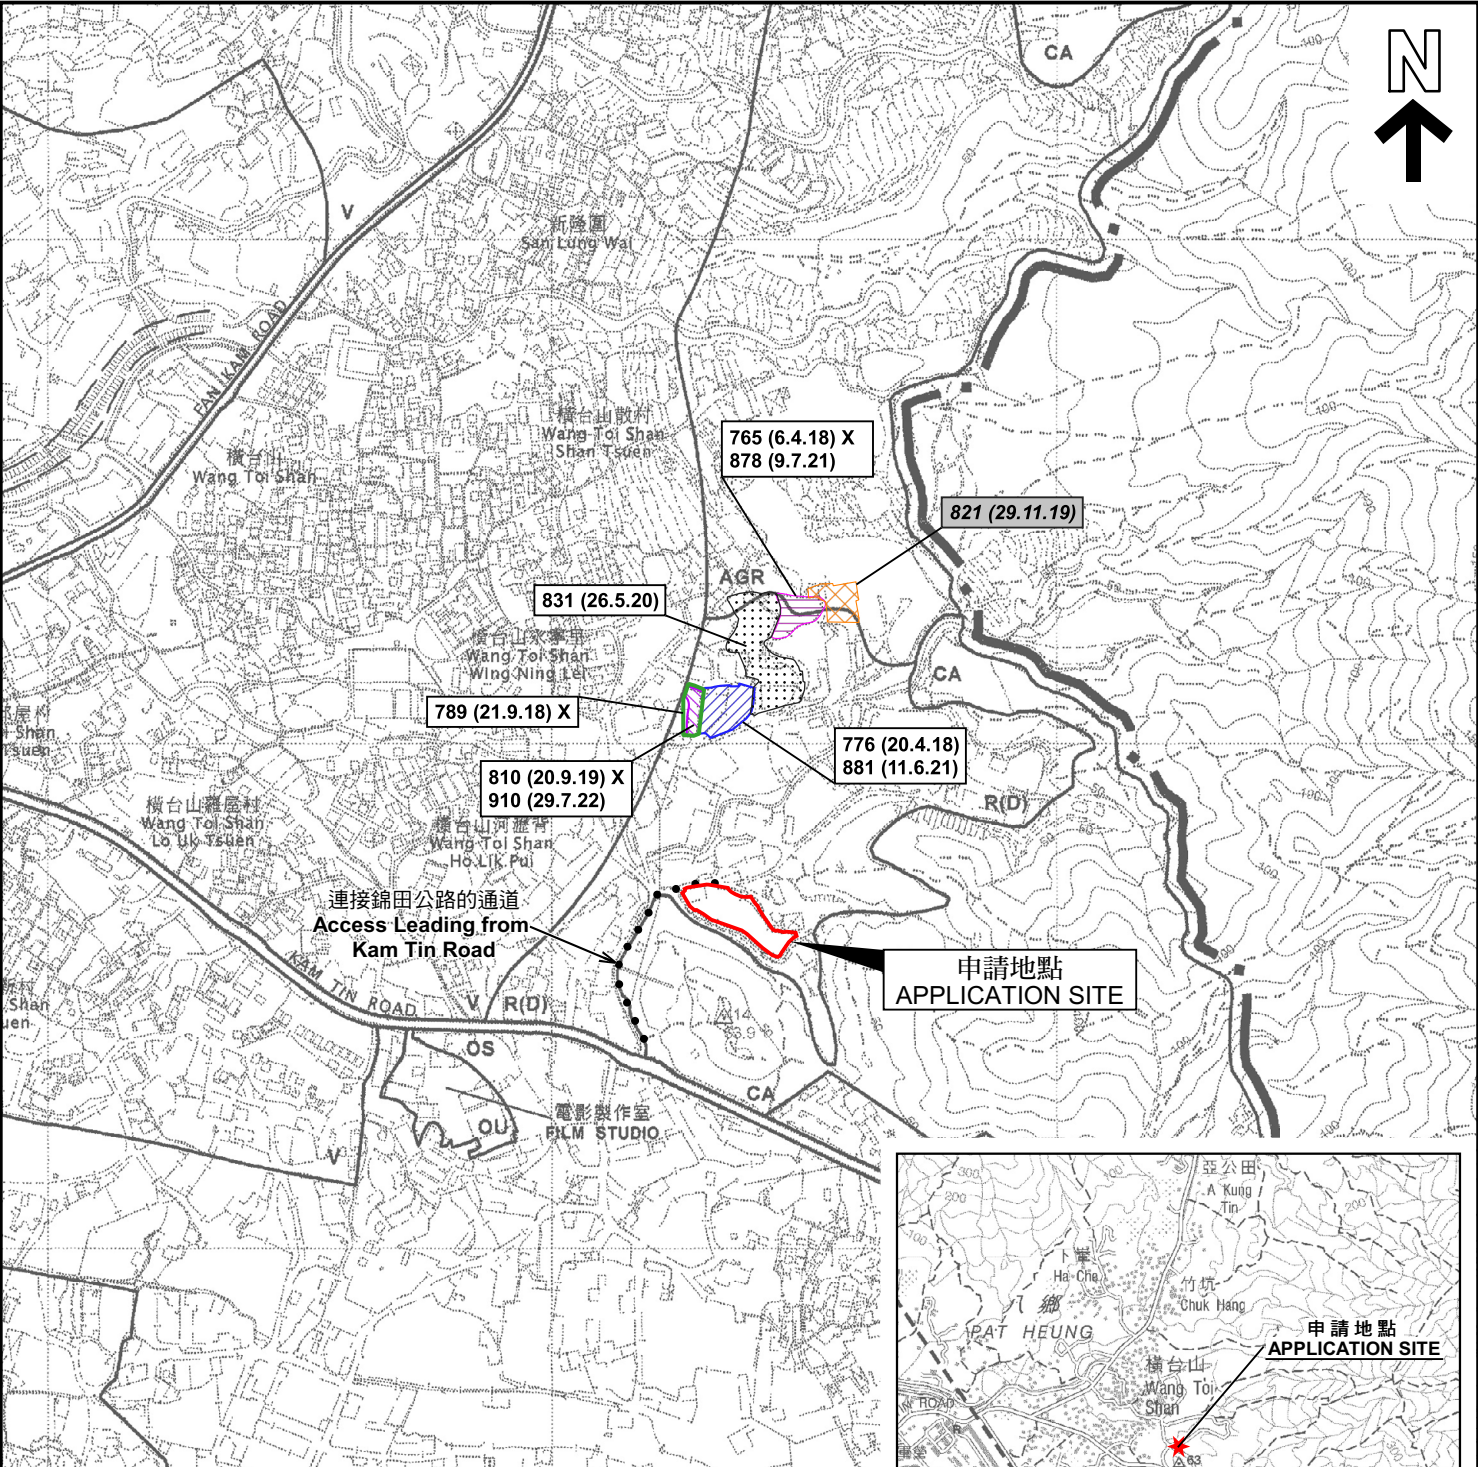 CA
100
N
V
新隆圍
San Lung Wai
FAN KAM ROAD
橫台山散村
Wang Toi Shan
Shan Tsuen
橫台山
Wang Toi Shan
765 (6.4.18) X
878 (9.7.21)
821 (29.11.19)
AGR
831 (26.5.20)
橫台山永寧里
Wang Toi Shan
Wing Ning Lei
CA
789 (21.9.18) X
776 (20.4.18)
881 (11.6.21)
810 (20.9.19) X
910 (29.7.22)
Shan
Tsuen
R(D)
橫台山羅屋村
Wang Toi Shan
Lo Uk Tsuen
橫台山河瀝背
Wang Toi Shan
Ho Lik Pui
連接錦田公路的通道
Access Leading from
Kam Tin Road
申請地點
APPLICATION SITE
KAM TIN ROAD
V
R(D)
OS
CA
OU
電影製作室
FILM STUDIO
V
亞公田
A Kung
Tin
Ha Che
竹坑
Chuk Hang
八鄉
PAT HEUNG
申請地點
APPLICATION SITE
橫台山
Wang Toi
Shan
ROAD
63